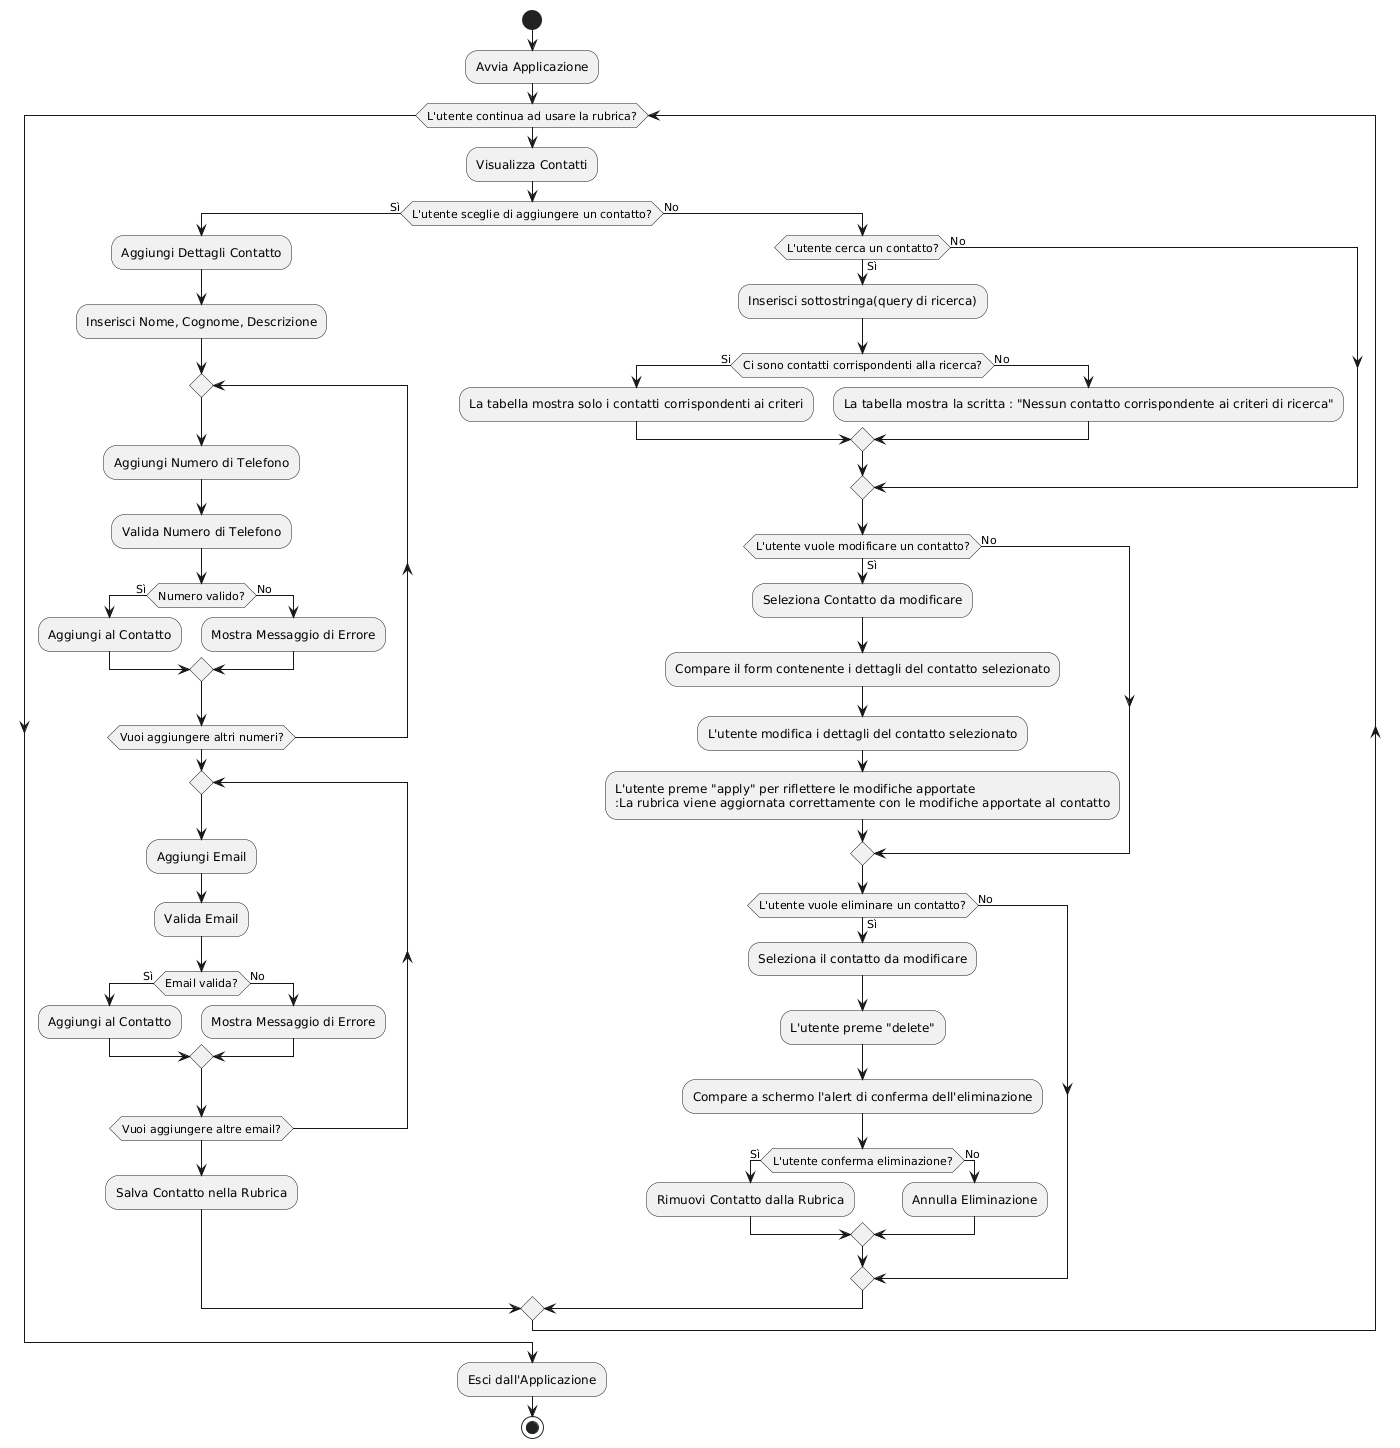 Avvia Applicazione
L'utente continua ad usare la rubrica?
Visualizza Contatti
L'utente sceglie di aggiungere un contatto?
Sì
No
Aggiungi Dettagli Contatto
Inserisci Nome, Cognome, Descrizione
Aggiungi Numero di Telefono
Valida Numero di Telefono
Numero valido?
Sì
No
Aggiungi al Contatto
Mostra Messaggio di Errore
Vuoi aggiungere altri numeri?
Aggiungi Email
Valida Email
Email valida?
Sì
No
Aggiungi al Contatto
Mostra Messaggio di Errore
Vuoi aggiungere altre email?
Salva Contatto nella Rubrica
L'utente cerca un contatto?
No
Sì
Inserisci sottostringa(query di ricerca)
Ci sono contatti corrispondenti alla ricerca?
Si
No
La tabella mostra solo i contatti corrispondenti ai criteri
La tabella mostra la scritta : "Nessun contatto corrispondente ai criteri di ricerca"
L'utente vuole modificare un contatto?
No
Sì
Seleziona Contatto da modificare
Compare il form contenente i dettagli del contatto selezionato
L'utente modifica i dettagli del contatto selezionato
L'utente preme "apply" per riflettere le modifiche apportate
:La rubrica viene aggiornata correttamente con le modifiche apportate al contatto
L'utente vuole eliminare un contatto?
No
Sì
Seleziona il contatto da modificare
L'utente preme "delete"
Compare a schermo l'alert di conferma dell'eliminazione
L'utente conferma eliminazione?
Sì
No
Rimuovi Contatto dalla Rubrica
Annulla Eliminazione
Esci dall'Applicazione